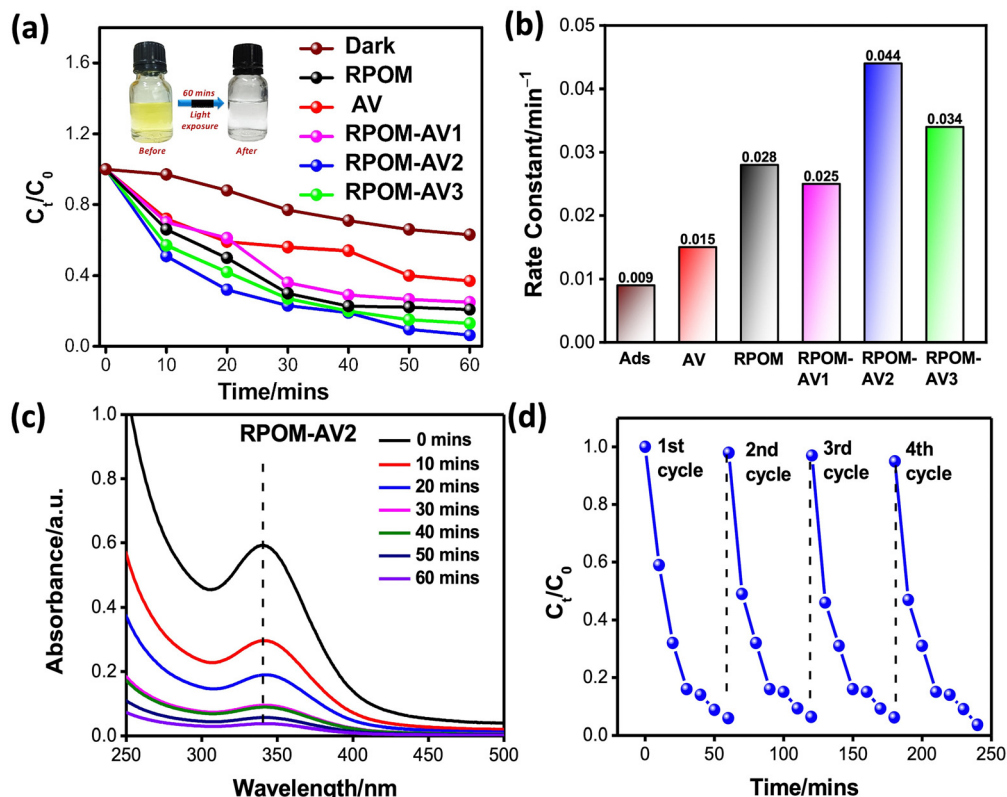 (a)
1.6
1.2
0.8
0.4
0.0
C_t/C_0
0
10
20
30
40
50
60
Time/mins
60 mins
Light
exposure
Before
After
Dark
RPOM
AV
RPOM-AV1
RPOM-AV2
RPOM-AV3
(b)
0.05
0.04
0.03
0.02
0.01
0.00
Rate Constant/min⁻¹
0.009
0.015
0.028
0.025
0.044
0.034
Ads
AV
RPOM
RPOM-
AV1
RPOM-
AV2
RPOM-
AV3
(c)
1.0
0.8
0.6
0.4
0.2
0.0
Absorbance/a.u.
250
300
350
400
450
500
Wavelength/nm
RPOM-AV2
0 mins
10 mins
20 mins
30 mins
40 mins
50 mins
60 mins
(d)
1.0
0.8
0.6
0.4
0.2
0.0
C_t/C_0
0
50
100
150
200
250
Time/mins
1st
cycle
2nd
cycle
3rd
cycle
4th
cycle